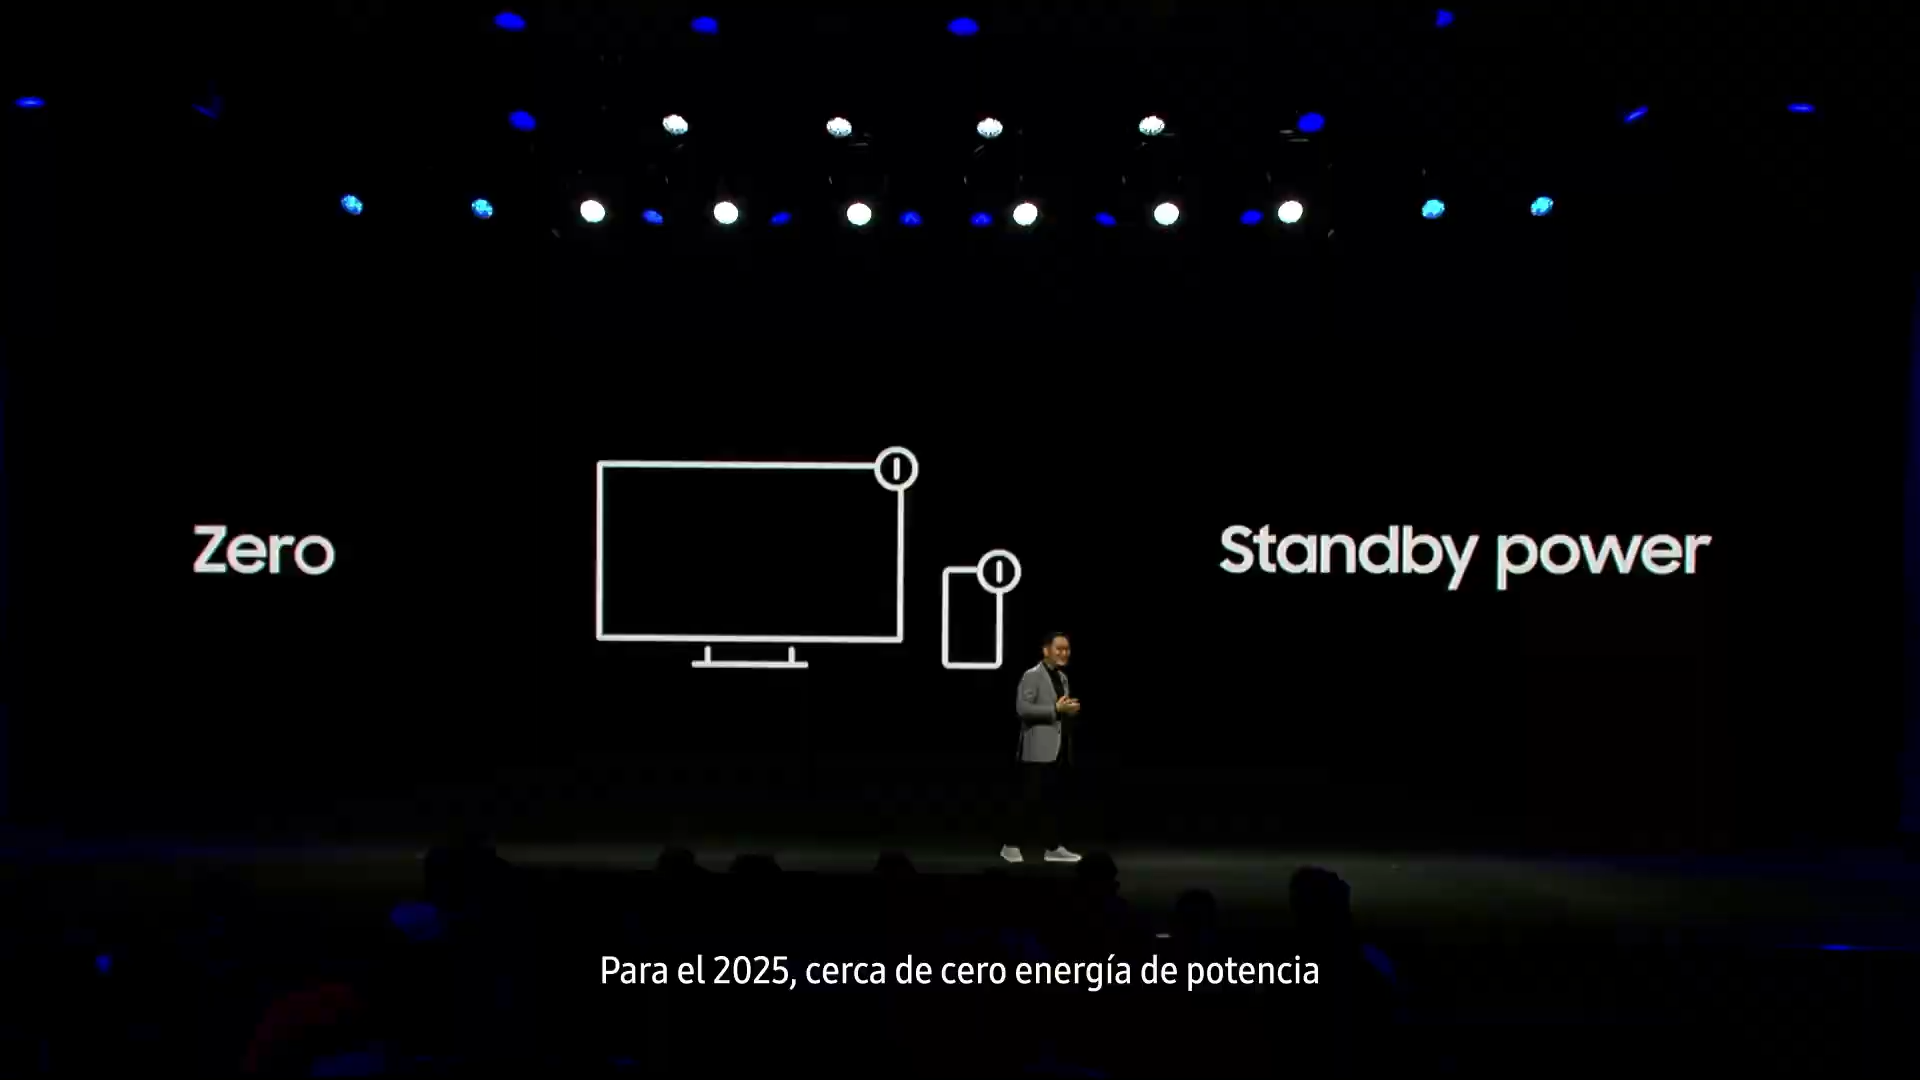 Zero
Standby power
Para el 2025, cerca de cero energía de potencia